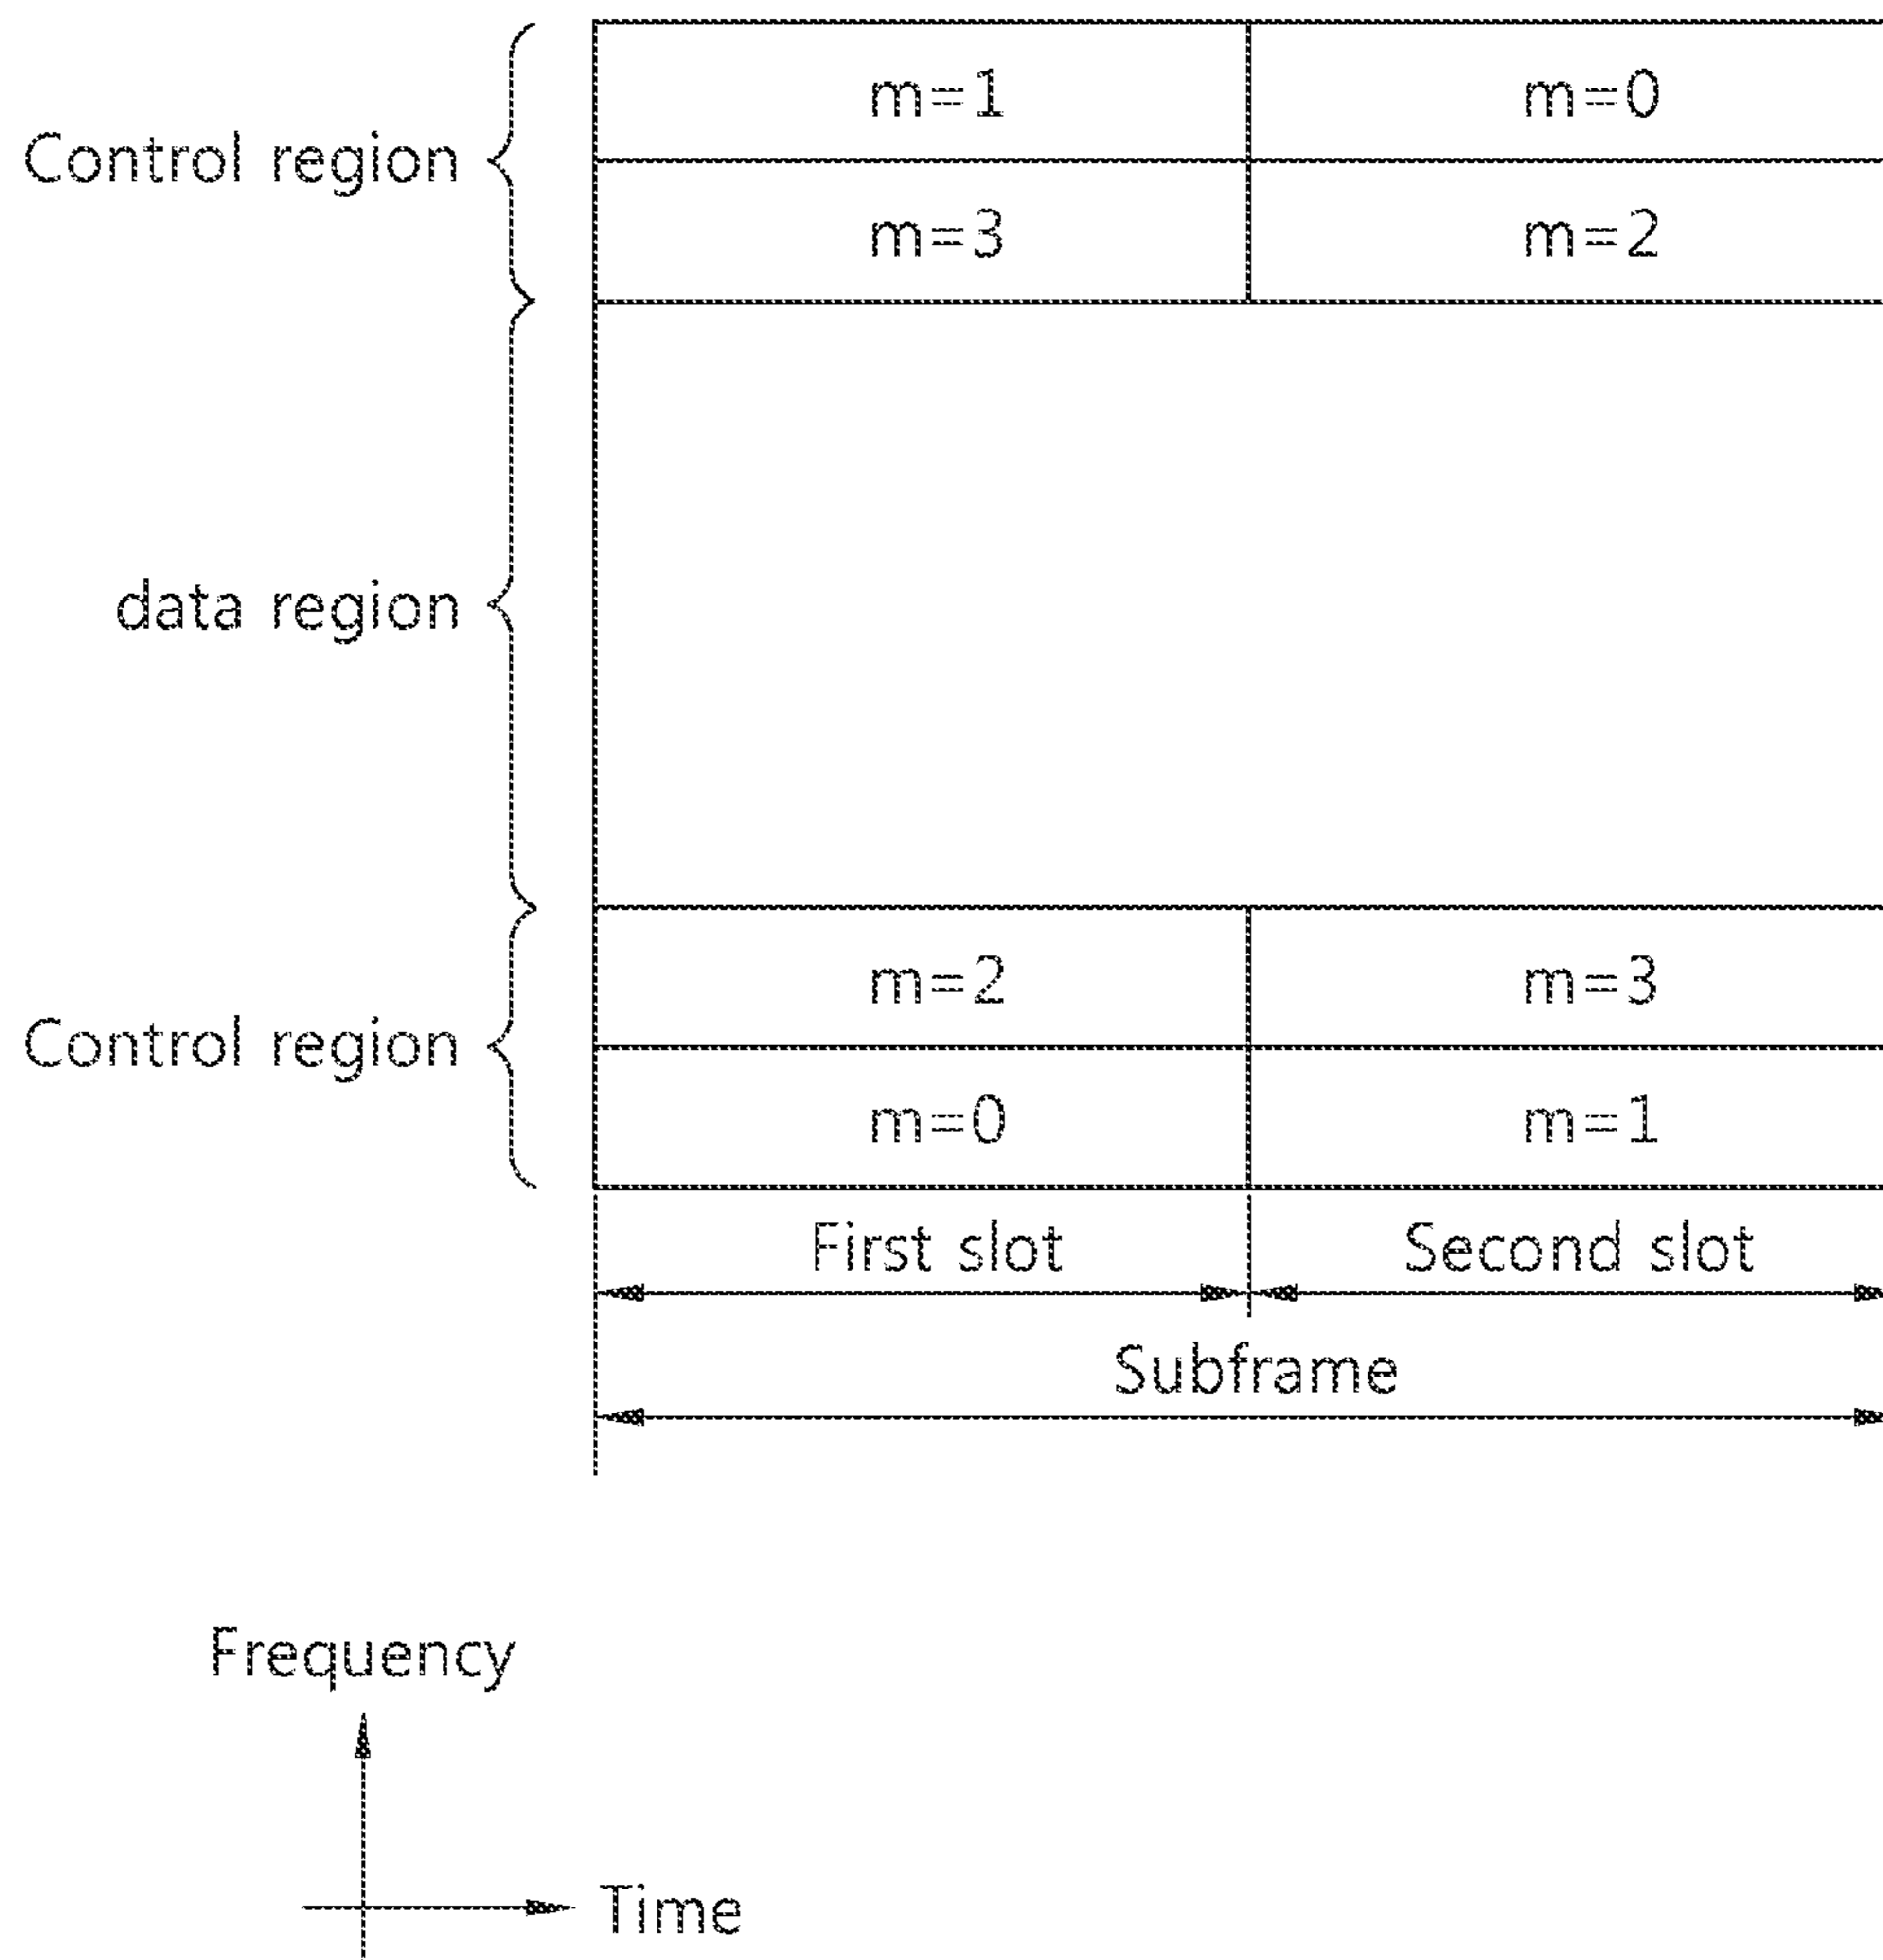 m=1 m=0
Control region
m=3 m=2
data region
m=2 m=3
Control region
m=0 m=1
First slot Second slot
Subframe
Frequency
Time